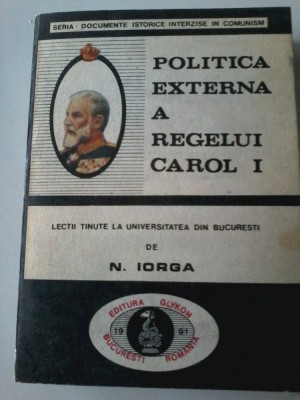 SERIA: DOCUMENTE ISTORICE INTERZISE IN COMUNISM
POLITICA
EXTERNA
A
REGELUI
CAROL I
LECTII TINUTE LA UNIVERSITATEA DIN BUCURESTI
DE
N. IORGA
EDITURA GLYKON
19 91
BUCURESTI ROMANIA